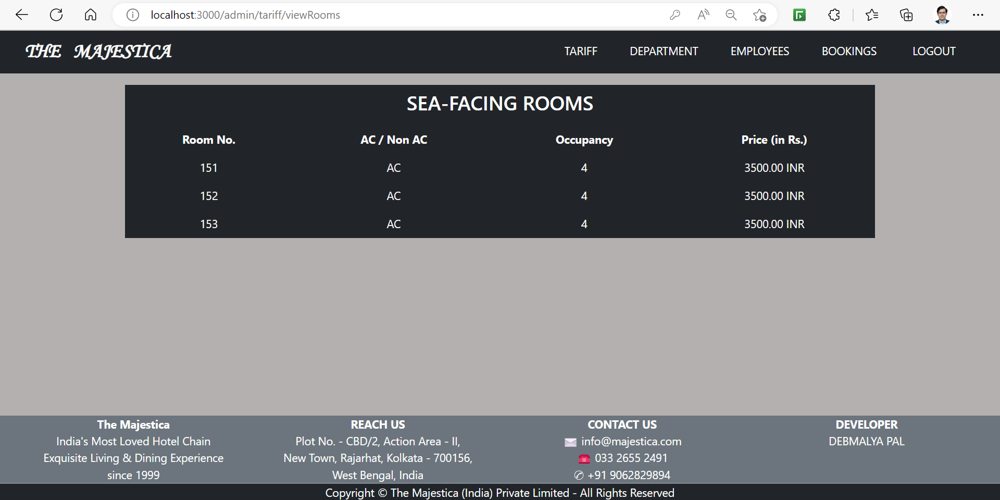 localhost:3000/admin/tariff/viewRooms
THE MAJESTICA
TARIFF DEPARTMENT EMPLOYEES BOOKINGS LOGOUT
SEA-FACING ROOMS
Room No. AC / Non AC Occupancy Price (in Rs.)
151 AC 4 3500.00 INR
152 AC 4 3500.00 INR
153 AC 4 3500.00 INR
The Majestica
India's Most Loved Hotel Chain
Exquisite Living & Dining Experience
since 1999
REACH US
Plot No. - CBD/2, Action Area - II,
New Town, Rajarhat, Kolkata - 700156,
West Bengal, India
CONTACT US
✉ info@majestica.com
☎ 033 2655 2491
✆ +91 9062829894
DEVELOPER
DEBMALYA PAL
Copyright © The Majestica (India) Private Limited - All Rights Reserved